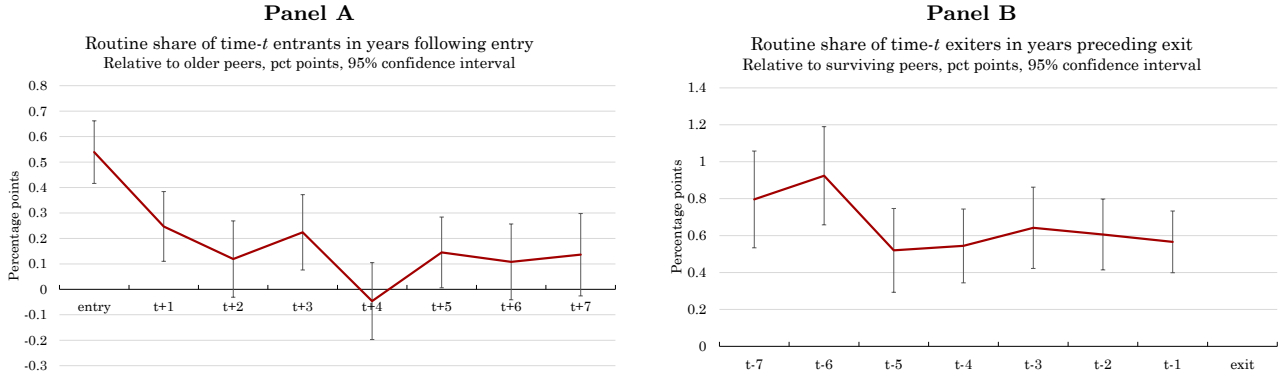 Panel A
Routine share of time-t entrants in years following entry
Relative to older peers, pct points, 95% confidence interval
Percentage points
0.8
0.7
0.6
0.5
0.4
0.3
0.2
0.1
0
-0.1
-0.2
-0.3
entry t+1 t+2 t+3 t+4 t+5 t+6 t+7
Panel B
Routine share of time-t exiters in years preceding exit
Relative to surviving peers, pct points, 95% confidence interval
Percentage points
1.4
1.2
1
0.8
0.6
0.4
0.2
0
t-7 t-6 t-5 t-4 t-3 t-2 t-1 exit